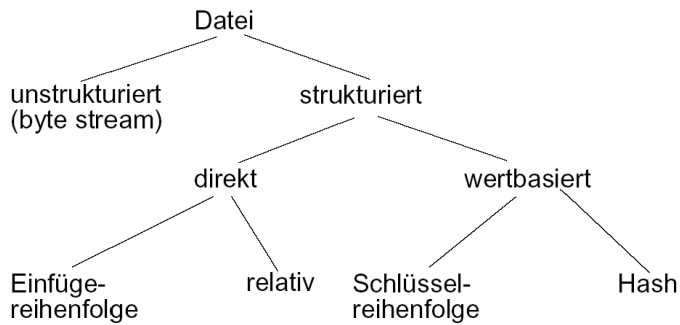 Datei
unstrukturiert
(byte stream)
strukturiert
direkt
wertbasiert
Einfüge-
reihenfolge
relativ
Schlüssel-
reihenfolge
Hash